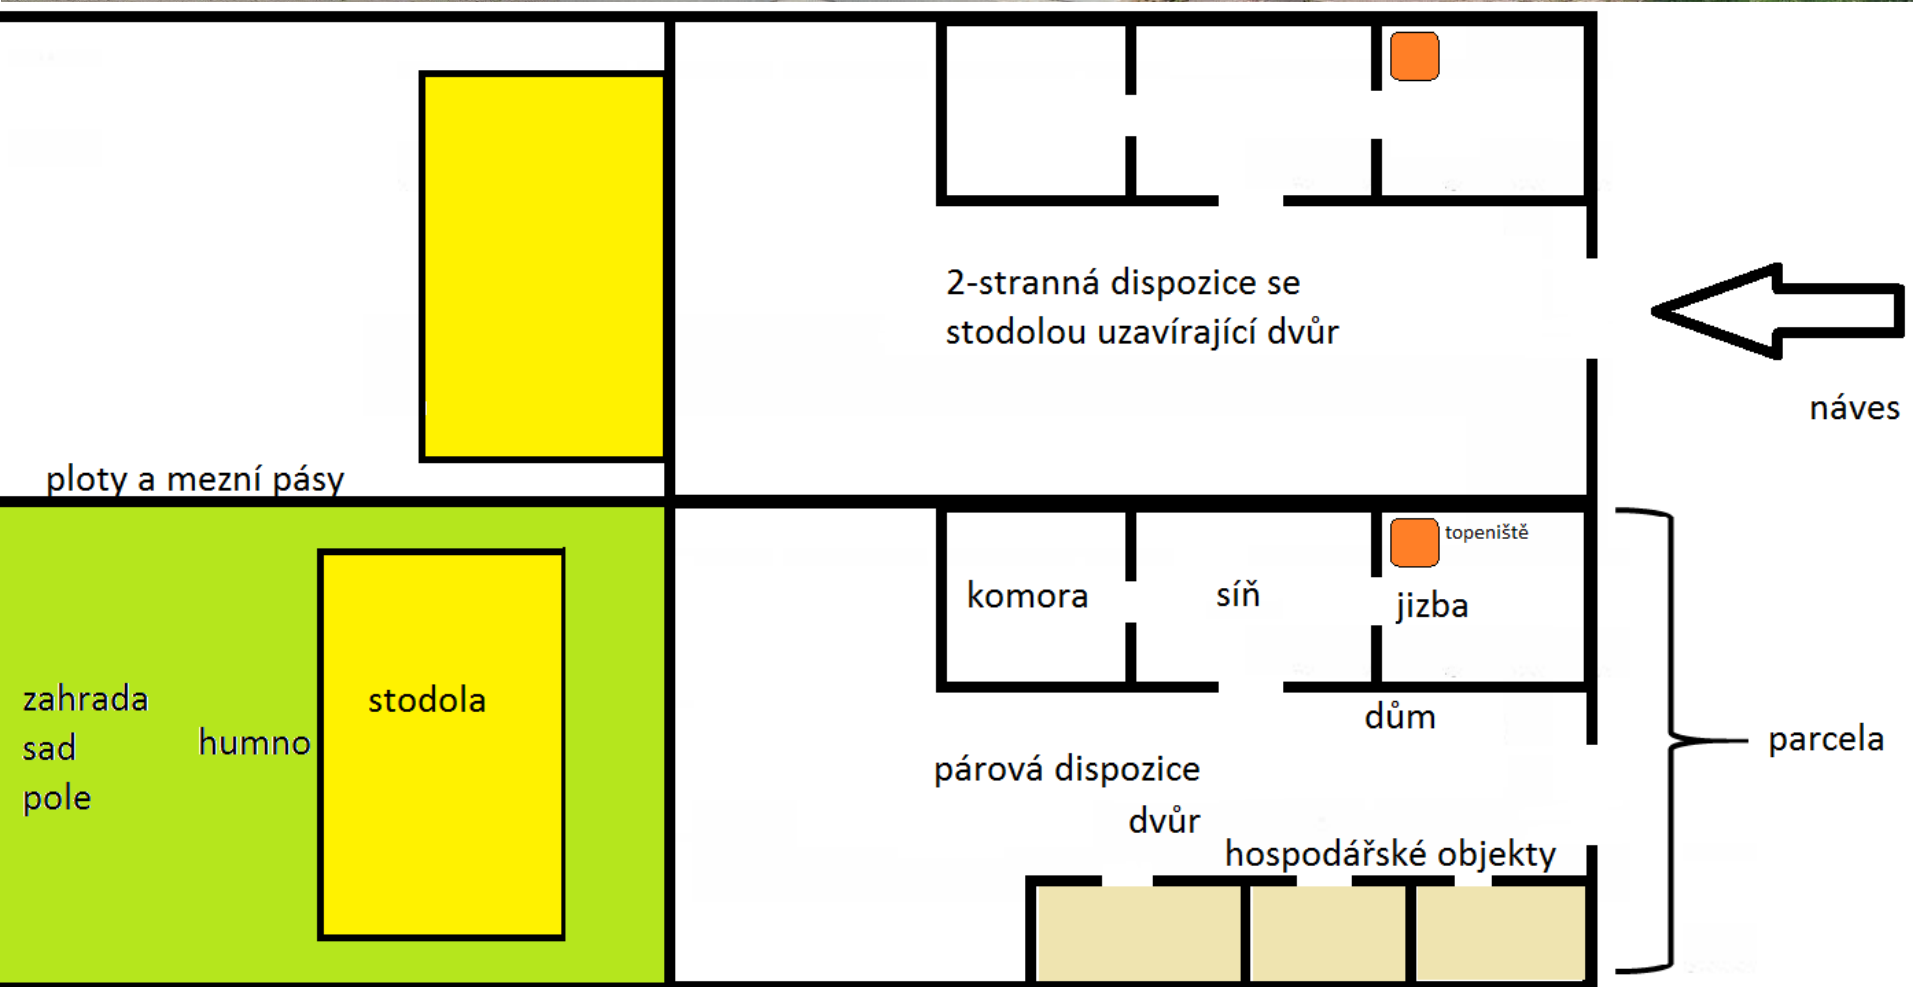 2-stranná dispozice se
stodolou uzavírající dvůr
náves
ploty a mezní pásy
topeniště
komora
síň
jizba
zahrada
sad
pole
humno
stodola
dům
parcela
párová dispozice
dvůr
hospodářské objekty